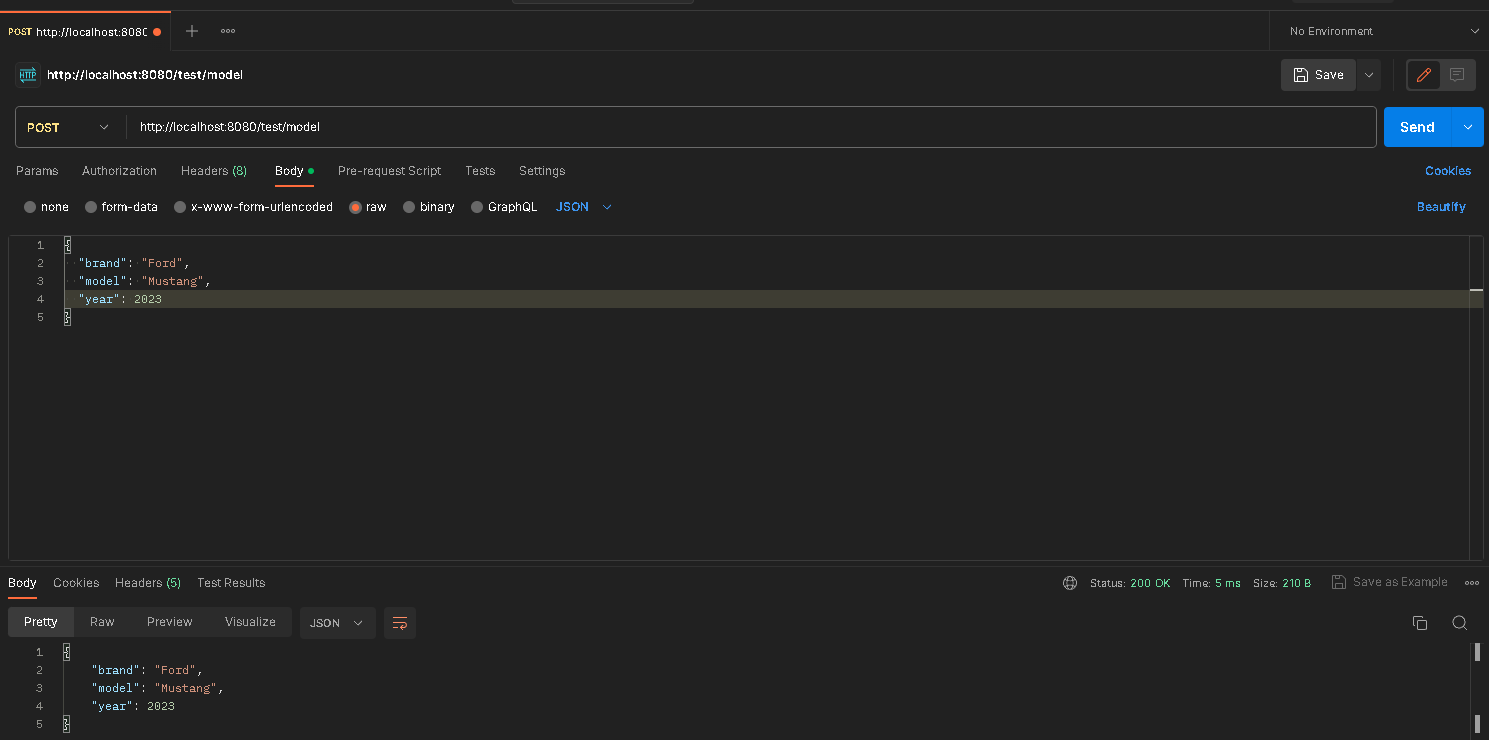 POST http://localhost:8080
No Environment
HTTP http://localhost:8080/test/model
Save
POST http://localhost:8080/test/model
Send
Params Authorization Headers (8) Body Pre-request Script Tests Settings
Cookies
none form-data x-www-form-urlencoded raw binary GraphQL JSON
Beautify
1 {
2 "brand": "Ford",
3 "model": "Mustang",
4 "year": 2023
5 }
Body Cookies Headers (5) Test Results
Status: 200 OK Time: 5 ms Size: 210 B Save as Example
Pretty Raw Preview Visualize JSON
1 {
2 "brand": "Ford",
3 "model": "Mustang",
4 "year": 2023
5 }